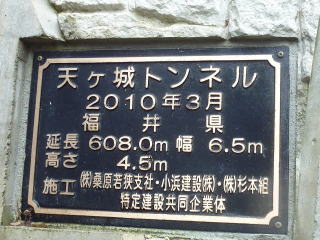 天ヶ城トンネル
2010年3月
福井県
延長 608.0m 幅 6.5m
高さ 4.5m
施工 ㈱桑原若狭支社・小浜建設㈱・㈱杉本組
特定建設共同企業体